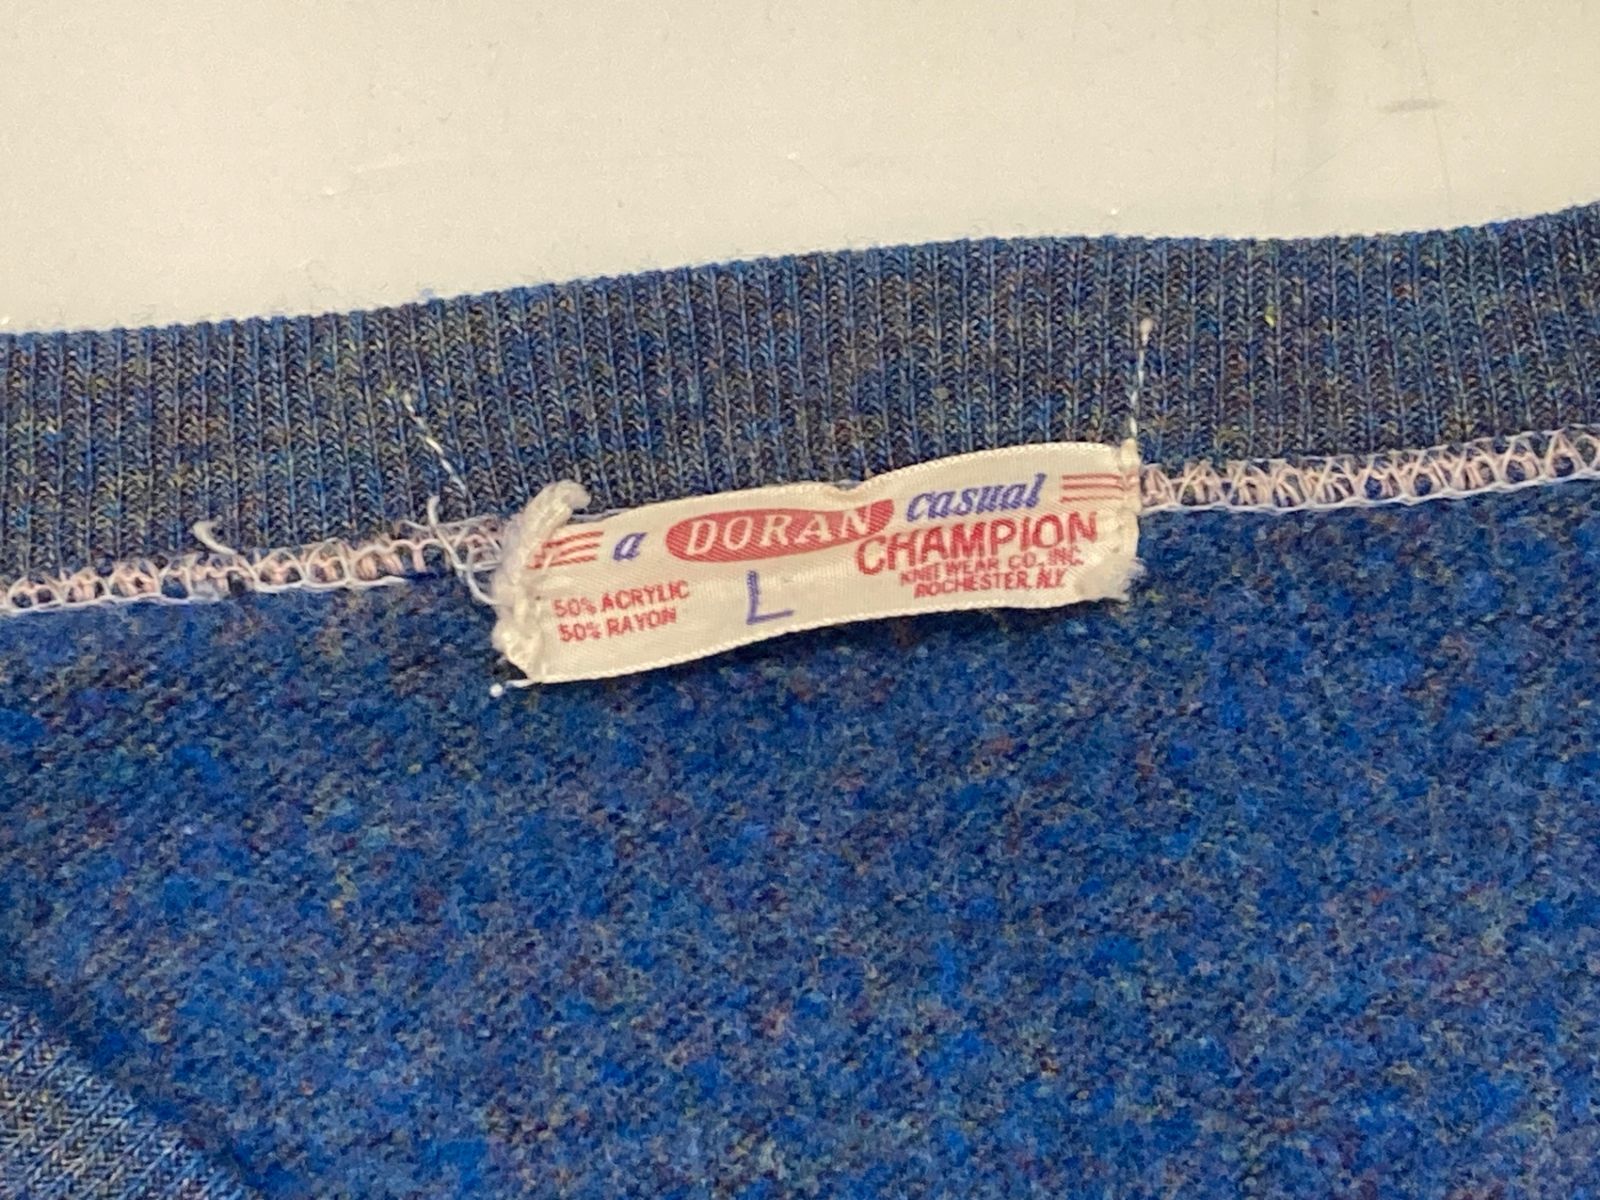 a DORAN casual
CHAMPION
KNITWEAR CO., INC.
ROCHESTER, N.Y.
50% ACRYLIC
50% RAYON
L